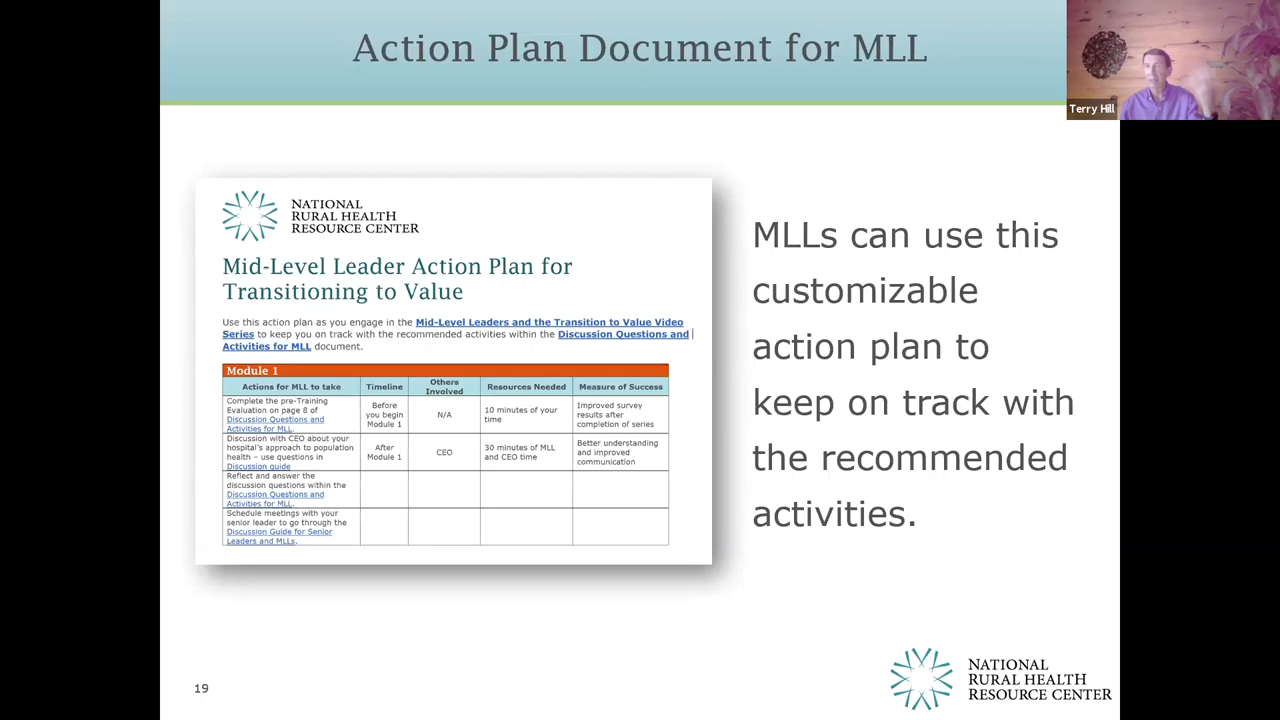 Action Plan Document for MLL
Terry Hill
NATIONAL
RURAL HEALTH
RESOURCE CENTER
Mid-Level Leader Action Plan for
Transitioning to Value
Use this action plan as you engage in the Mid-Level Leaders and the Transition to Value Video
Series to keep you on track with the recommended activities within the Discussion Questions and
Activities for MLL document.
Module 1
Actions for MLL to take
Timeline
Others
Involved
Resources Needed
Measure of Success
Complete the pre-Training
Evaluation on page 8 of
Discussion Questions and
Activities for MLL.
Before
you begin
Module 1
N/A
10 minutes of your
time
Improved survey
results after
completion of series
Discussion with CEO about your
hospital's approach to population
health – use questions in
Discussion guide
After
Module 1
CEO
30 minutes of MLL
and CEO time
Better understanding
and improved
communication
Reflect and answer the
discussion questions within the
Discussion Questions and
Activities for MLL.
Schedule meetings with your
senior leader to go through the
Discussion Guide for Senior
Leaders and MLLs.
MLLs can use this
customizable
action plan to
keep on track with
the recommended
activities.
19
NATIONAL
RURAL HEALTH
RESOURCE CENTER